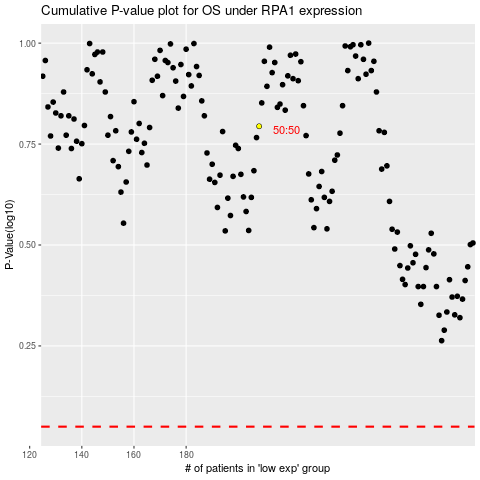 Cumulative P-value plot for OS under RPA1 expression
1.00
0.75
0.50
0.25
P-Value(log10)
50:50
120 140 160 180
# of patients in 'low exp' group